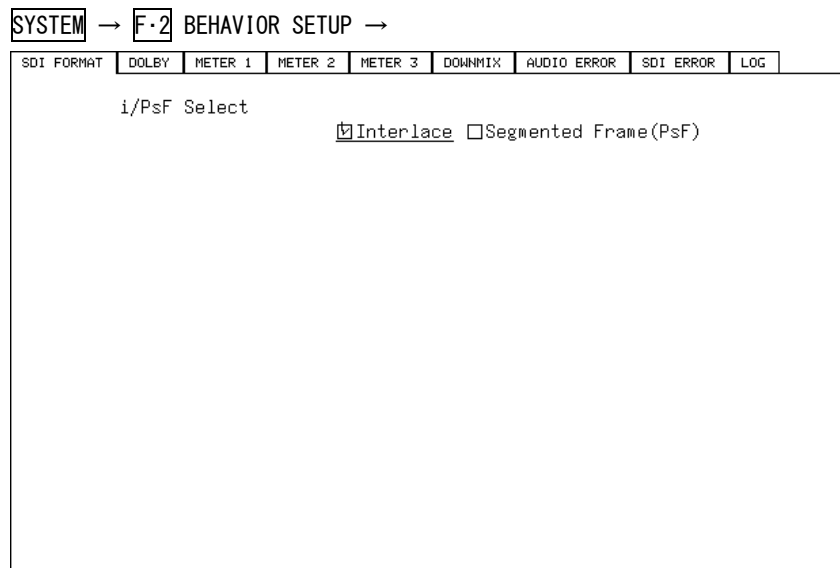 SYSTEM → F·2 BEHAVIOR SETUP →
SDI FORMAT DOLBY METER 1 METER 2 METER 3 DOWNMIX AUDIO ERROR SDI ERROR LOG
i/PsF Select
☑Interlace ☐Segmented Frame(PsF)